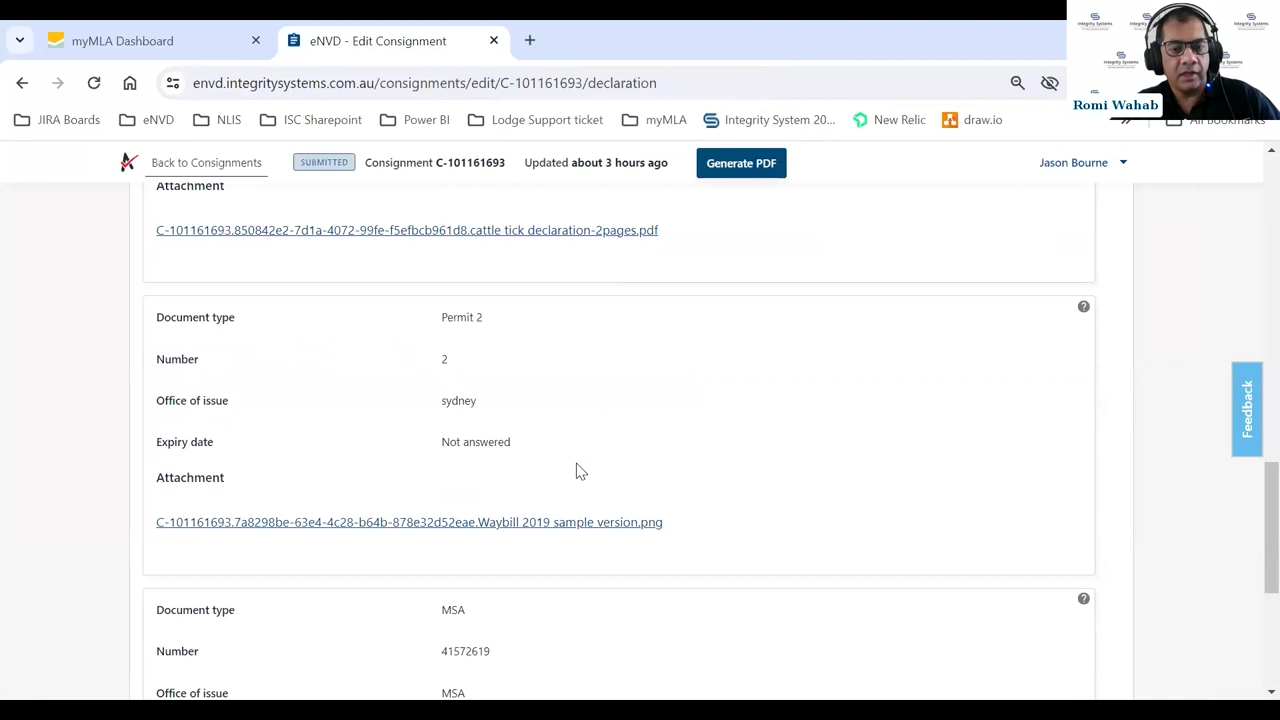 myMLA Dashboard
eNVD - Edit Consignment
envd.integritysystems.com.au/consignments/edit/C-101161693/declaration
Integrity Systems
Romi Wahab
JIRA Boards
eNVD
NLIS
ISC Sharepoint
Lodge Support ticket
myMLA
Integrity System 20...
New Relic
draw.io
All Bookmarks
Back to Consignments
SUBMITTED
Consignment C-101161693
Updated about 3 hours ago
Generate PDF
Jason Bourne
Attachment
C-101161693.850842e2-7d1a-4072-99fe-f5efbcb961d8.cattle tick declaration-2pages.pdf
Document type Permit 2
Number 2
Office of issue sydney
Expiry date Not answered
Attachment
C-101161693.7a8298be-63e4-4c28-b64b-878e32d52eae.Waybill 2019 sample version.png
Feedback
Document type MSA
Number 41572619
Office of issue MSA